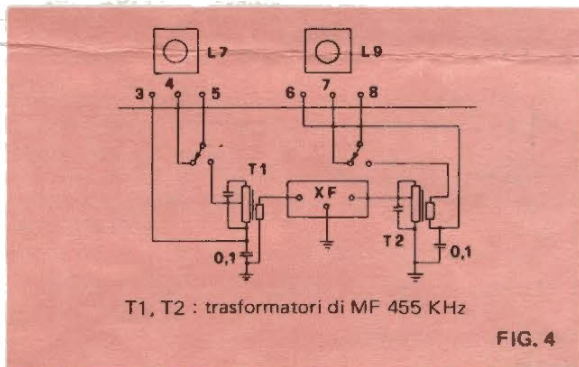 L7 L9
3 4 5 6 7 8
T1
XF
T2
0,1 0,1
T1, T2 : trasformatori di MF 455 KHz
FIG. 4